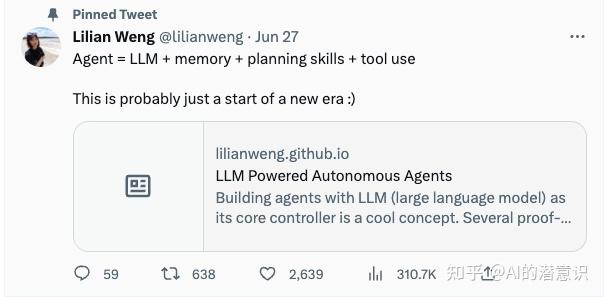 Pinned Tweet
Lilian Weng @lilianweng · Jun 27
Agent = LLM + memory + planning skills + tool use
This is probably just a start of a new era :)
lilianweng.github.io
LLM Powered Autonomous Agents
Building agents with LLM (large language model) as
its core controller is a cool concept. Several proof-...
59 638 2,639 310.7K
知乎 @AI的潜意识